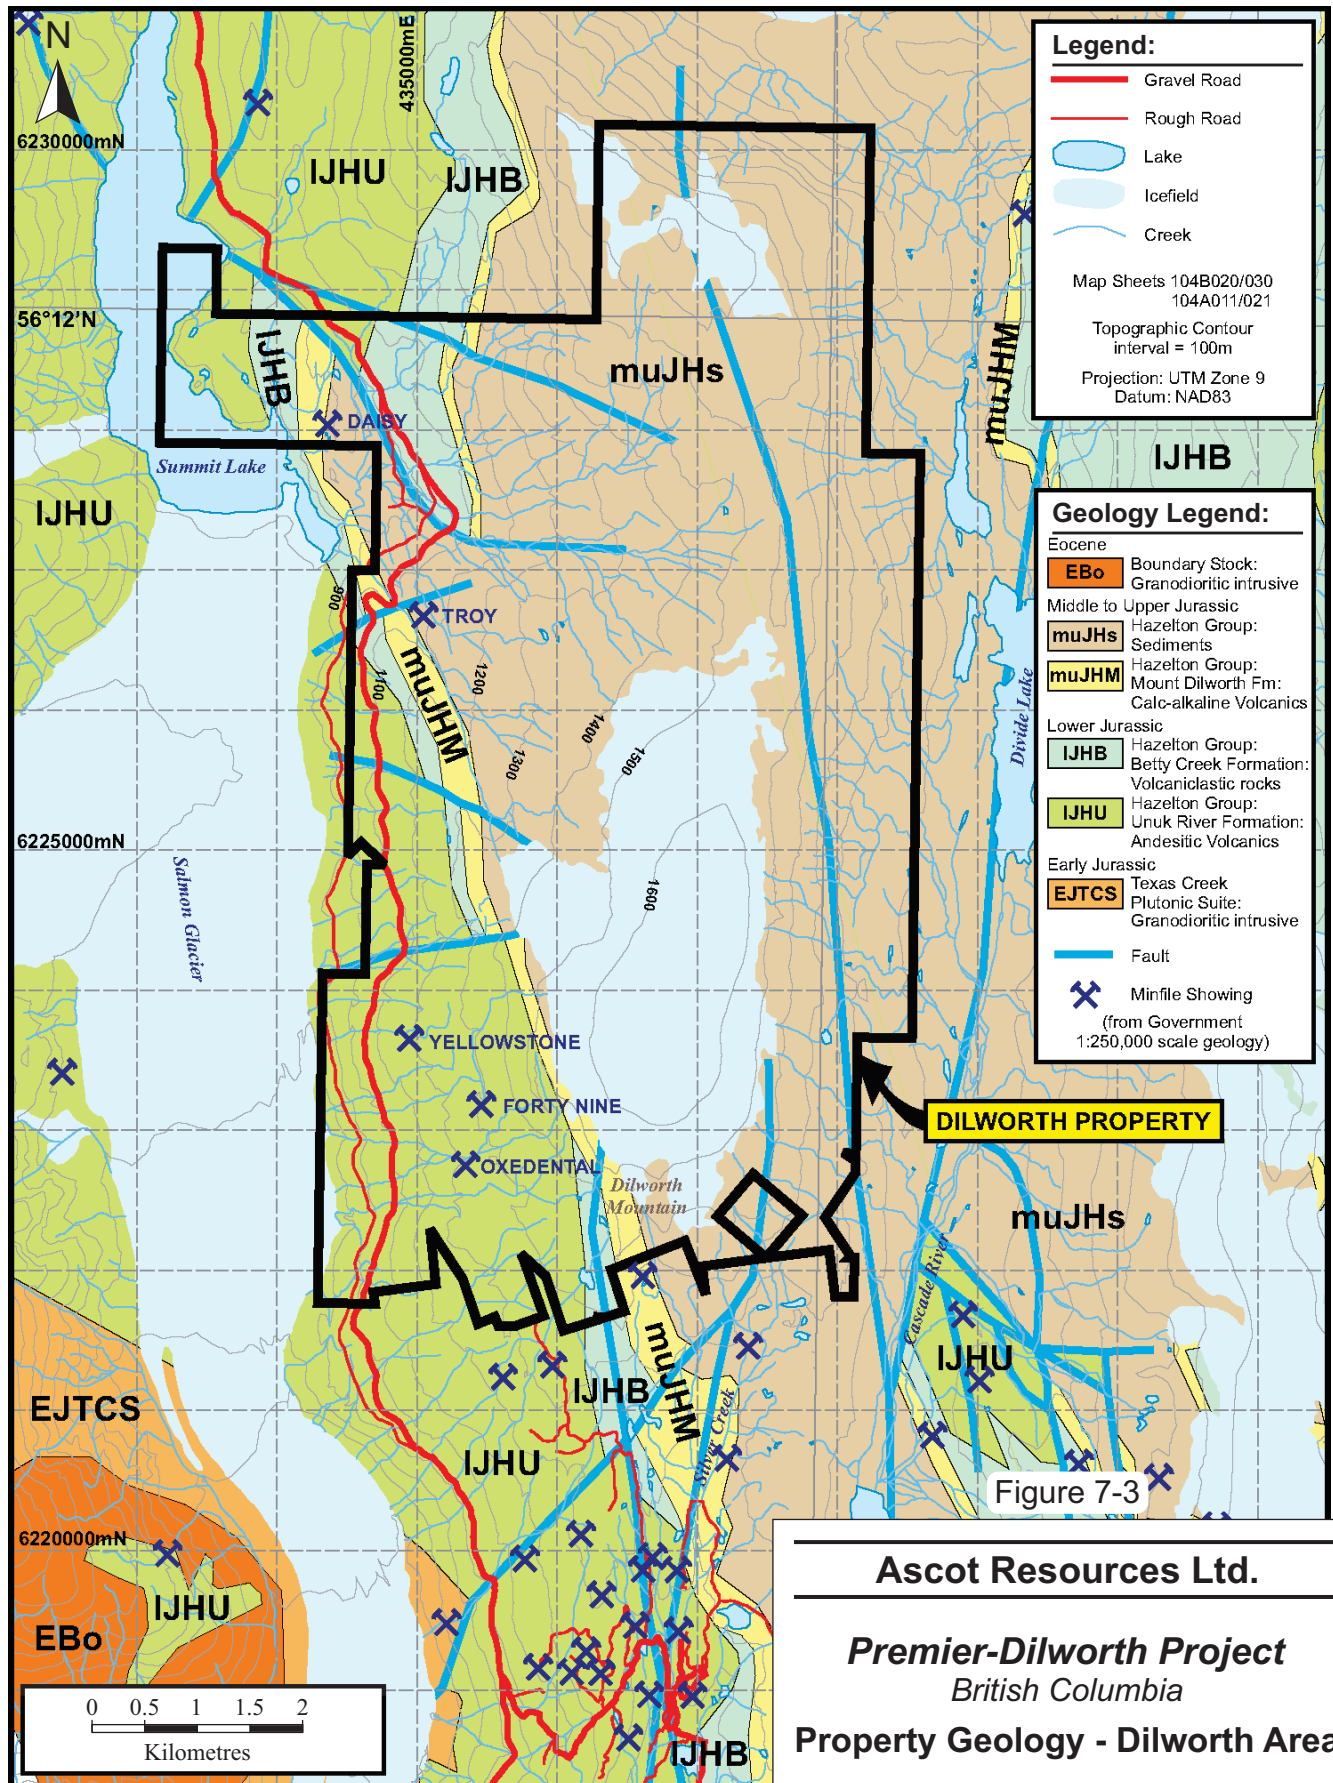 N
435000mE
6230000mN
lJHU
lJHB
56°12'N
lJHB
muJHs
muJHM
DAISY
Summit Lake
lJHU
lJHB
900
TROY
muJHM
1100
1200
1300
1400
1500
1600
Divide Lake
6225000mN
Salmon Glacier
YELLOWSTONE
FORTY NINE
OXEDENTAL
DILWORTH PROPERTY
Dilworth
Mountain
muJHs
Cascade River
lJHU
muJHM
lJHB
Silver Creek
EJTCS
lJHU
6220000mN
lJHU
EBo
lJHB
0 0.5 1 1.5 2
Kilometres
Legend:
Gravel Road
Rough Road
Lake
Icefield
Creek
Map Sheets 104B020/030
104A011/021
Topographic Contour
interval = 100m
Projection: UTM Zone 9
Datum: NAD83
Geology Legend:
Eocene
EBo
Boundary Stock:
Granodioritic intrusive
Middle to Upper Jurassic
muJHs
Hazelton Group:
Sediments
muJHM
Hazelton Group:
Mount Dilworth Fm:
Calc-alkaline Volcanics
Lower Jurassic
lJHB
Hazelton Group:
Betty Creek Formation:
Volcaniclastic rocks
lJHU
Hazelton Group:
Unuk River Formation:
Andesitic Volcanics
Early Jurassic
EJTCS
Texas Creek
Plutonic Suite:
Granodioritic intrusive
Fault
Minfile Showing
(from Government
1:250,000 scale geology)
Figure 7-3
Ascot Resources Ltd.
Premier-Dilworth Project
British Columbia
Property Geology - Dilworth Area